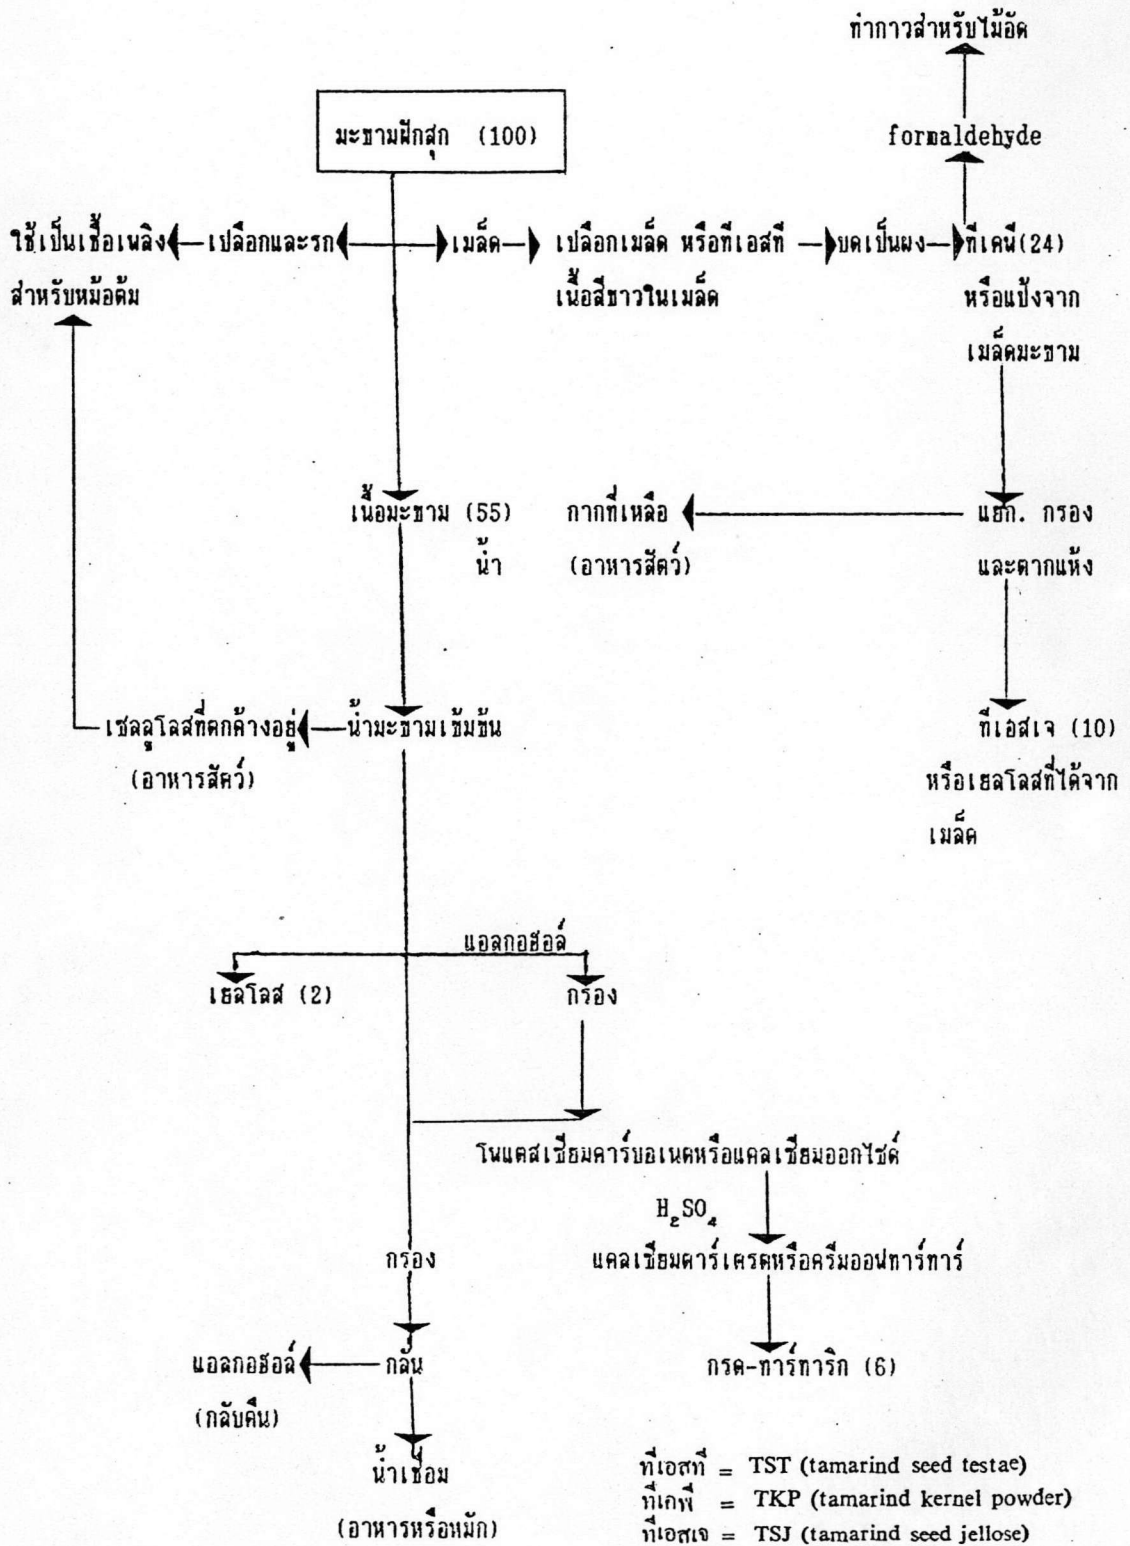 ทำกาวสำหรับไม้อัด
มะขามฝักสุก (100)
formaldehyde
ใช้เป็นเชื้อเพลิง
สำหรับหม้อต้ม
เปลือกและรก
เมล็ด
เปลือกเมล็ด หรือทีเอสที
เนื้อสีขาวในเมล็ด
บดเป็นผง
ทีเคพี(24)
หรือแป้งจาก
เมล็ดมะขาม
เนื้อมะขาม (55)
น้ำ
กากที่เหลือ
(อาหารสัตว์)
แยก. กรอง
และตากแห้ง
เซลลูโลสที่ตกค้างอยู่
(อาหารสัตว์)
น้ำมะขามเข้มข้น
ทีเอสเจ (10)
หรือเยลโลสที่ได้จาก
เมล็ด
แอลกอฮอล์
เยลโลส (2)
กรอง
โพแตสเซียมคาร์บอเนตหรือแคลเซียมออกไซด์
H₂SO₄
กรอง
แคลเซียมตาร์เตรตหรือครีมออฟทาร์ทาร์
แอลกอฮอล์
(กลับคืน)
กลั่น
กรด-ทาร์ทาริก (6)
น้ำเชื่อม
(อาหารหรือหมัก)
ทีเอสที = TST (tamarind seed testae)
ทีเกพี = TKP (tamarind kernel powder)
ทีเอสเจ = TSJ (tamarind seed jellose)